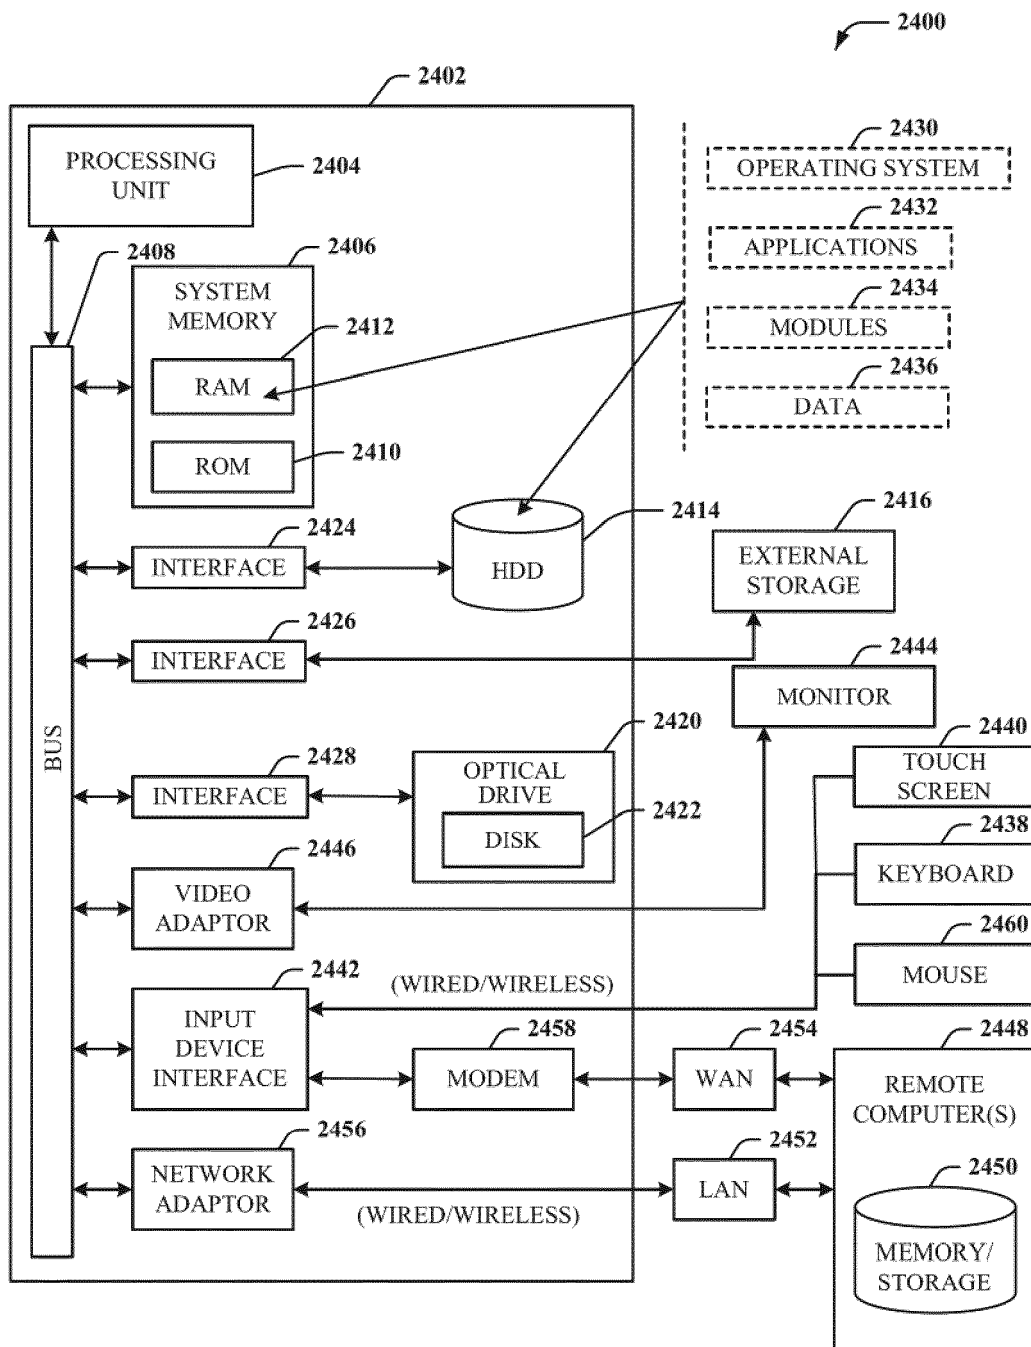 2400
2402
PROCESSING
UNIT
2404
2430
OPERATING SYSTEM
2432
APPLICATIONS
2434
MODULES
2436
DATA
2408
2406
SYSTEM
MEMORY
2412
RAM
2410
ROM
2424
INTERFACE
2414
HDD
2416
EXTERNAL
STORAGE
2426
INTERFACE
2444
MONITOR
BUS
2428
INTERFACE
2420
OPTICAL
DRIVE
2422
DISK
2440
TOUCH
SCREEN
2438
KEYBOARD
2460
MOUSE
2446
VIDEO
ADAPTOR
2442
INPUT
DEVICE
INTERFACE
(WIRED/WIRELESS)
2458
MODEM
2454
WAN
2448
REMOTE
COMPUTER(S)
2456
NETWORK
ADAPTOR
(WIRED/WIRELESS)
2452
LAN
2450
MEMORY/
STORAGE